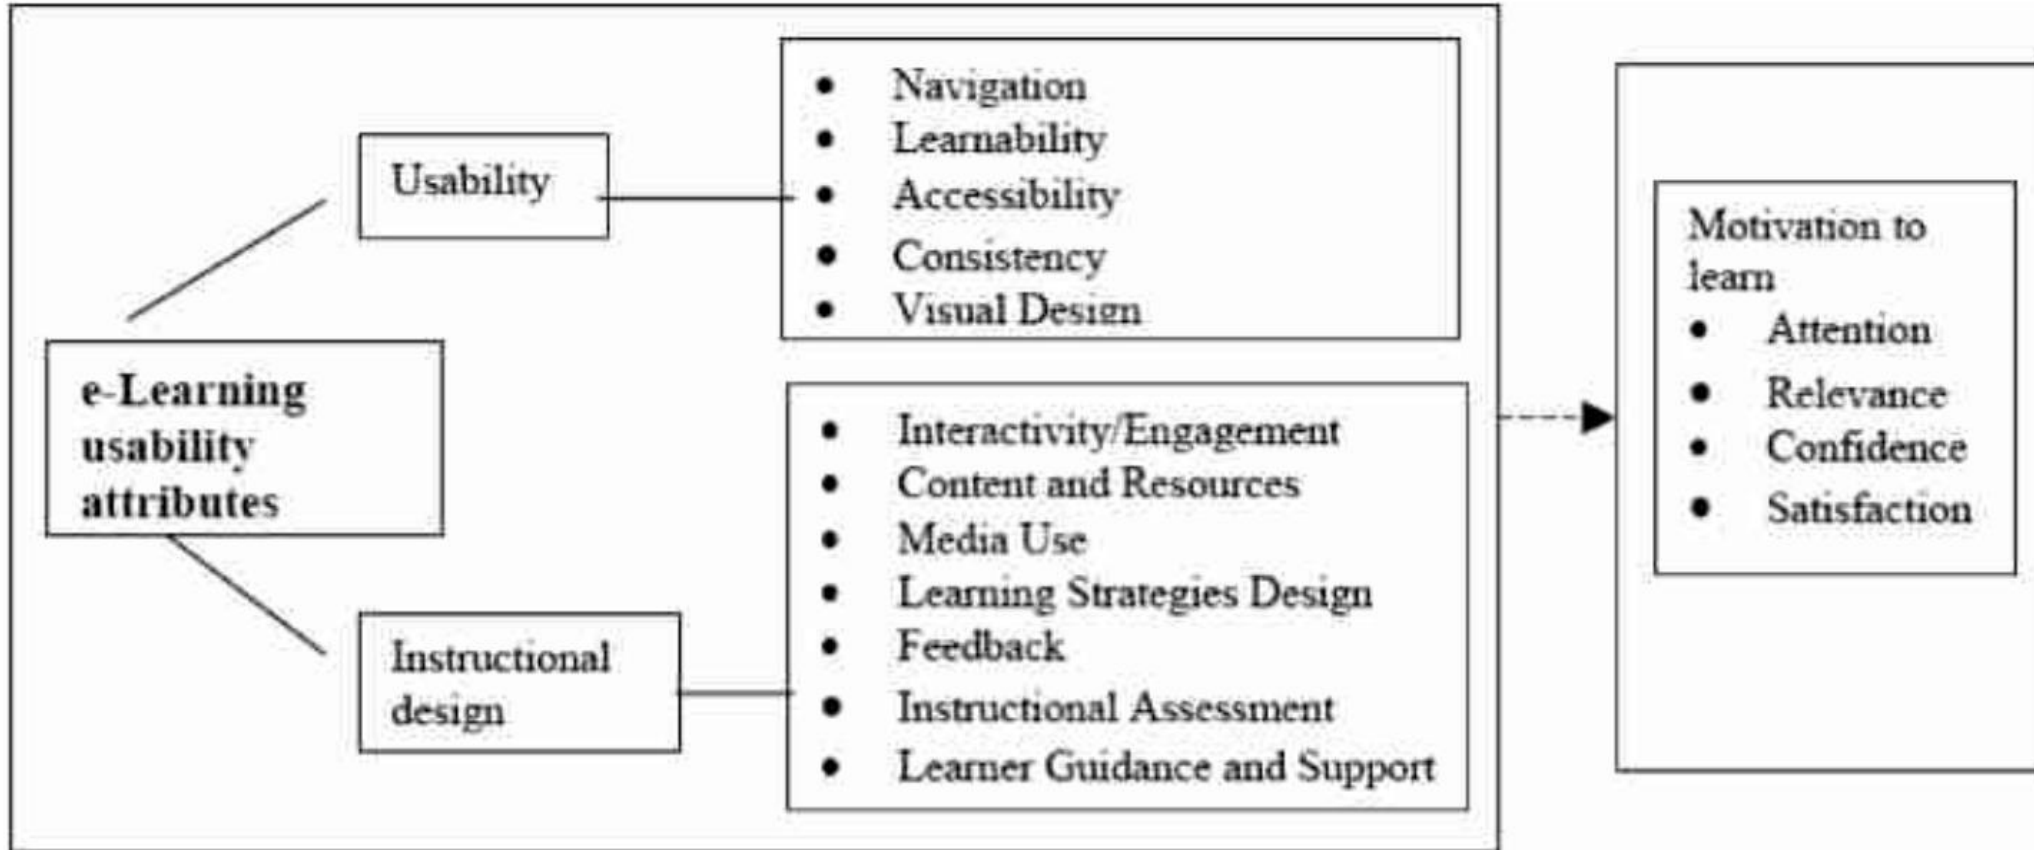 Usability
• Navigation
• Learnability
• Accessibility
• Consistency
• Visual Design
e-Learning
usability
attributes
Instructional
design
• Interactivity/Engagement
• Content and Resources
• Media Use
• Learning Strategies Design
• Feedback
• Instructional Assessment
• Learner Guidance and Support
Motivation to
learn
• Attention
• Relevance
• Confidence
• Satisfaction